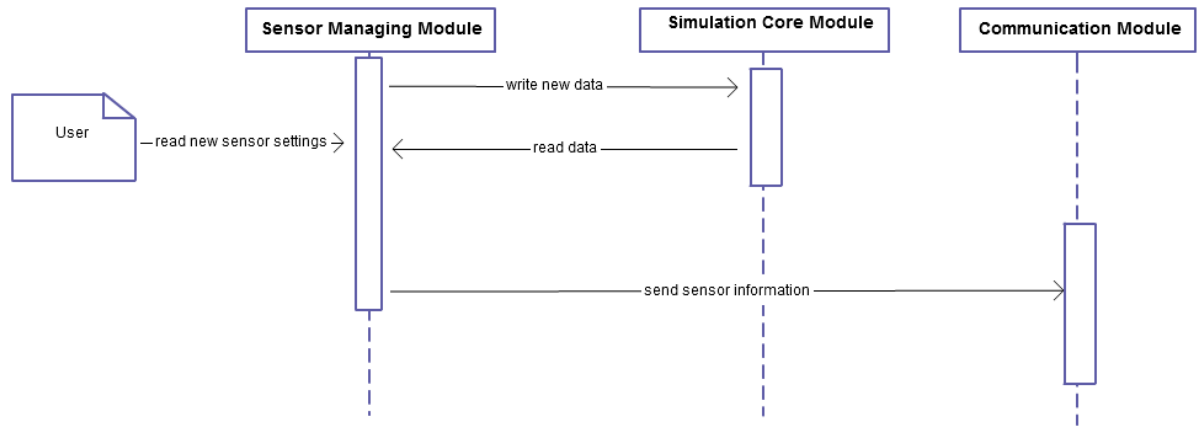 Sensor Managing Module
Simulation Core Module
Communication Module
write new data
User
read new sensor settings
read data
send sensor information